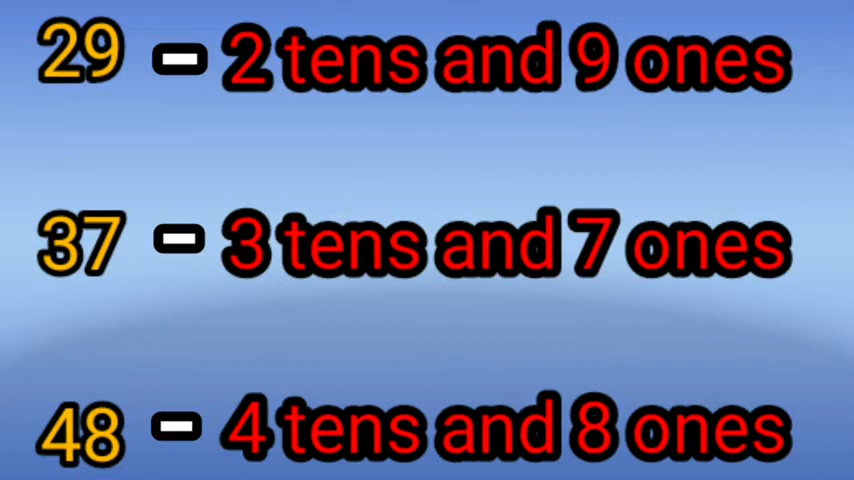 29 - 2 tens and 9 ones
37 - 3 tens and 7 ones
48 - 4 tens and 8 ones